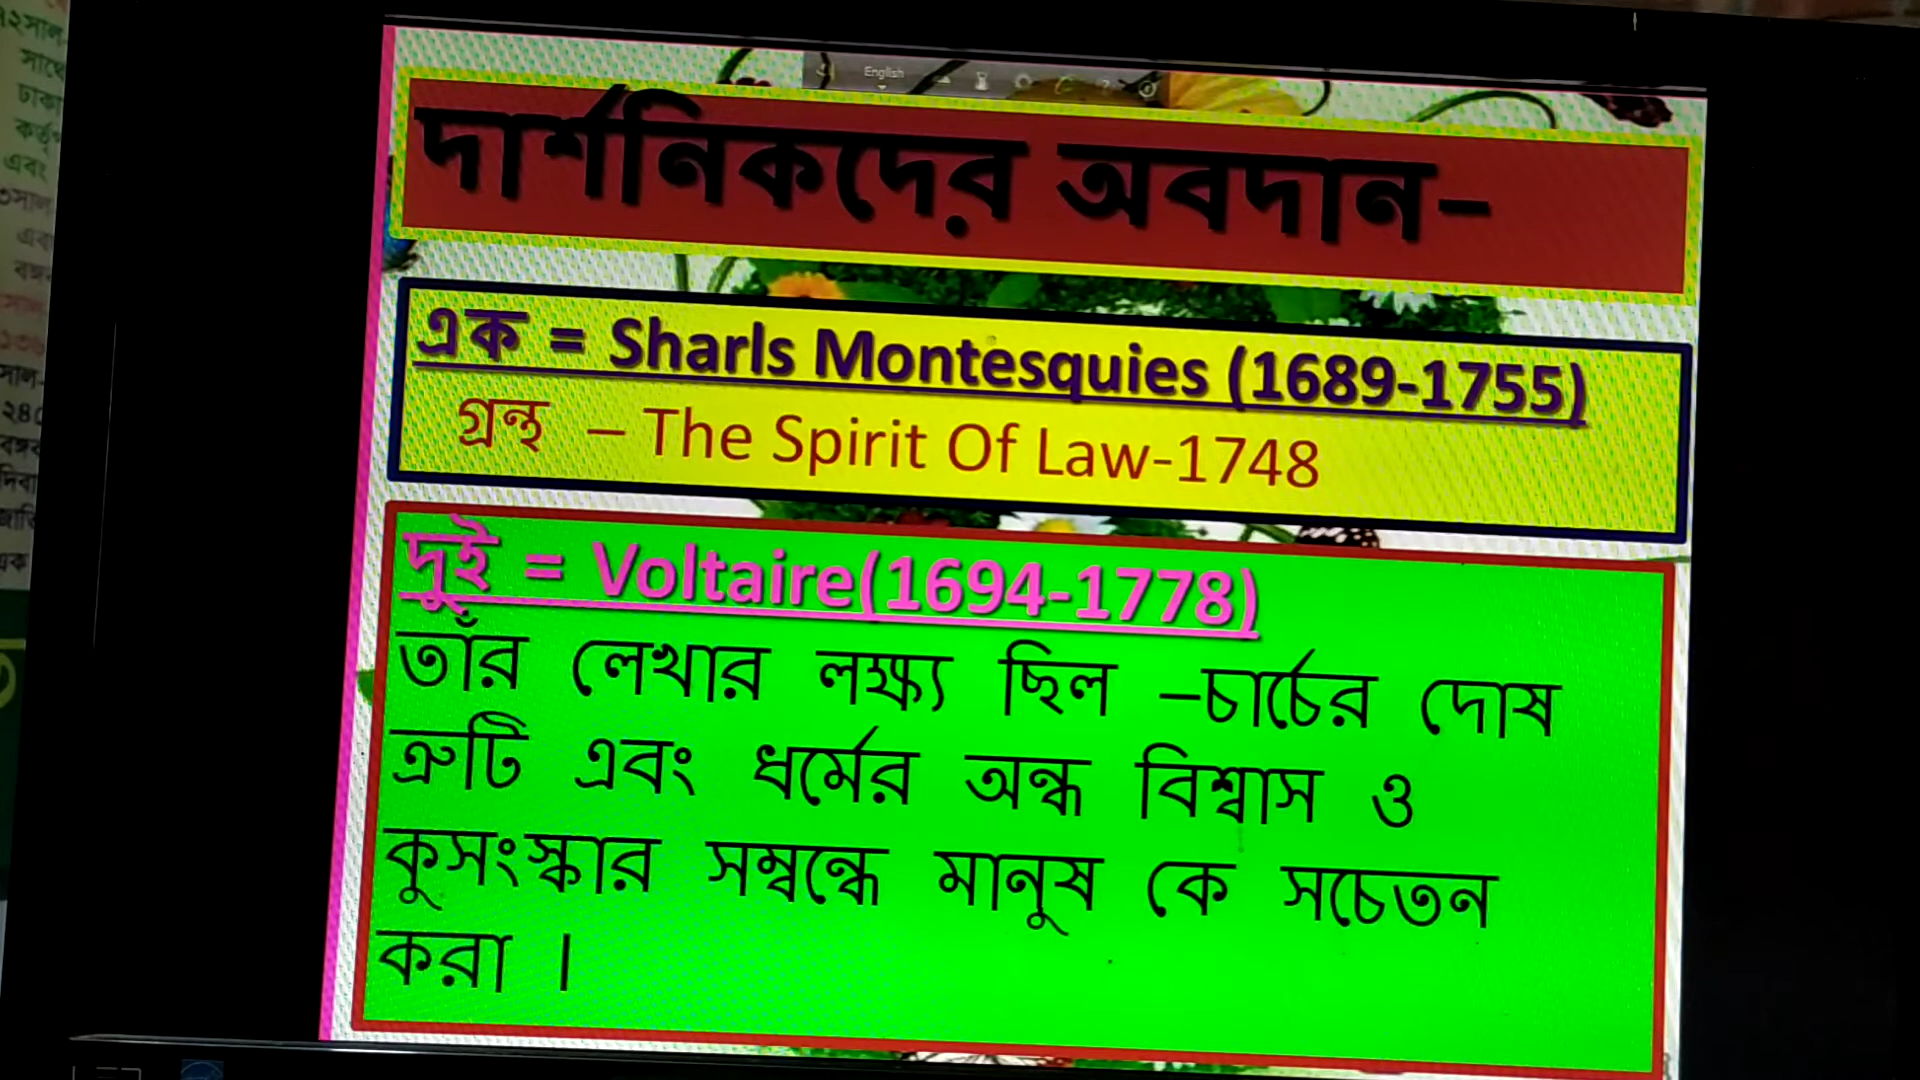 English
দার্শনিকদের অবদান–
এক = Sharls Montesquies (1689-1755)
গ্রন্থ – The Spirit Of Law-1748
দুই = Voltaire(1694-1778)
তাঁর লেখার লক্ষ্য ছিল –চার্চের দোষ
ত্রুটি এবং ধর্মের অন্ধ বিশ্বাস ও
কুসংস্কার সম্বন্ধে মানুষ কে সচেতন
করা ।